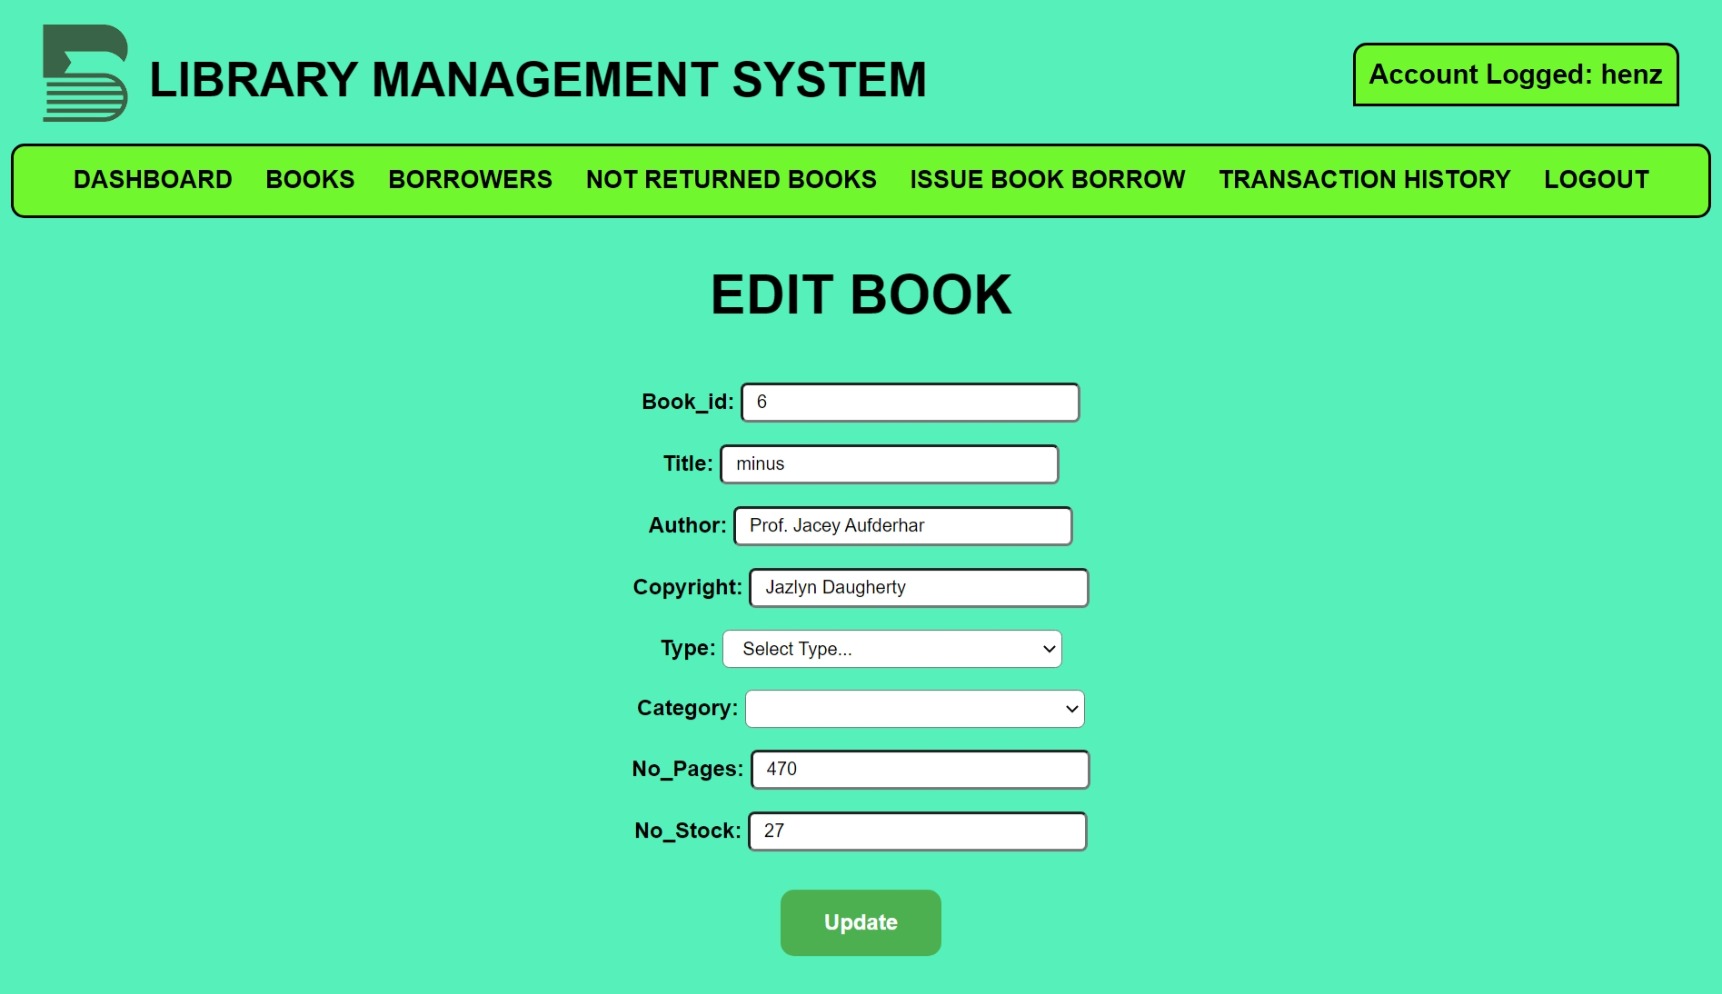 LIBRARY MANAGEMENT SYSTEM
Account Logged: henz
DASHBOARD BOOKS BORROWERS NOT RETURNED BOOKS ISSUE BOOK BORROW TRANSACTION HISTORY LOGOUT
EDIT BOOK
Book_id: 6
Title: minus
Author: Prof. Jacey Aufderhar
Copyright: Jazlyn Daugherty
Type: Select Type...
Category:
No_Pages: 470
No_Stock: 27
Update